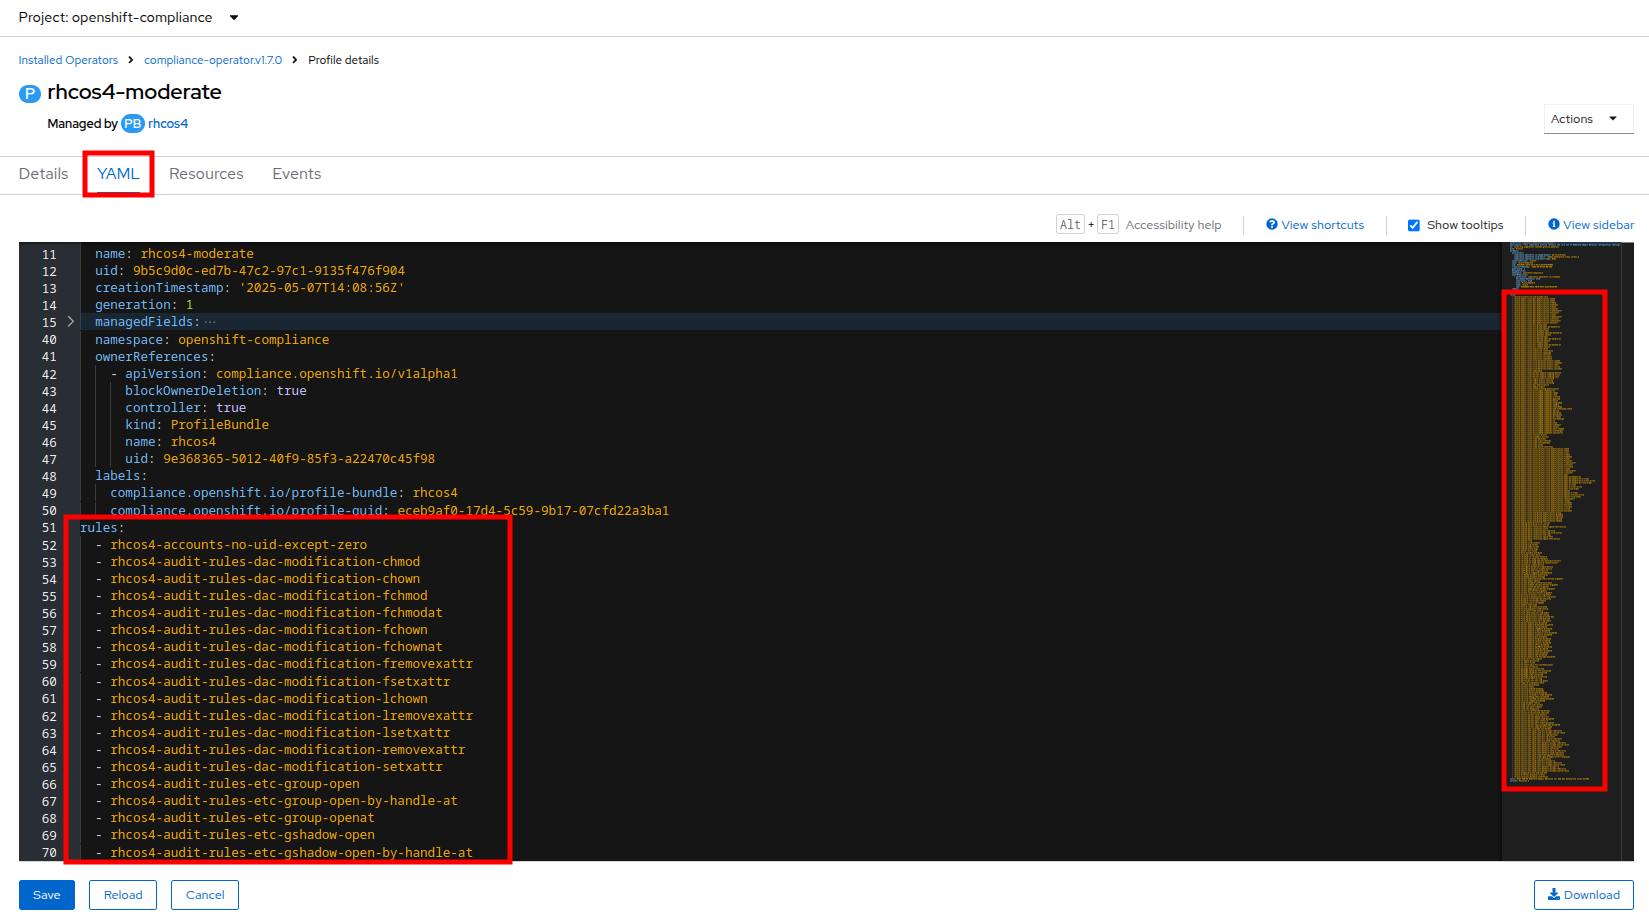 Project: openshift-compliance
Installed Operators > compliance-operator.v1.7.0 > Profile details
P rhcos4-moderate
Managed by PB rhcos4
Actions
Details YAML Resources Events
Alt + F1 Accessibility help View shortcuts Show tooltips View sidebar
11 name: rhcos4-moderate
12 uid: 9b5c9d0c-ed7b-47c2-97c1-9135f476f904
13 creationTimestamp: '2025-05-07T14:08:56Z'
14 generation: 1
15 managedFields: ...
40 namespace: openshift-compliance
41 ownerReferences:
42 - apiVersion: compliance.openshift.io/v1alpha1
43 blockOwnerDeletion: true
44 controller: true
45 kind: ProfileBundle
46 name: rhcos4
47 uid: 9e368365-5012-40f9-85f3-a22470c45f98
48 labels:
49 compliance.openshift.io/profile-bundle: rhcos4
50 compliance.openshift.io/profile-guid: eceb9af0-17d4-5c59-9b17-07cfd22a3ba1
51 rules:
52 - rhcos4-accounts-no-uid-except-zero
53 - rhcos4-audit-rules-dac-modification-chmod
54 - rhcos4-audit-rules-dac-modification-chown
55 - rhcos4-audit-rules-dac-modification-fchmod
56 - rhcos4-audit-rules-dac-modification-fchmodat
57 - rhcos4-audit-rules-dac-modification-fchown
58 - rhcos4-audit-rules-dac-modification-fchownat
59 - rhcos4-audit-rules-dac-modification-fremovexattr
60 - rhcos4-audit-rules-dac-modification-fsetxattr
61 - rhcos4-audit-rules-dac-modification-lchown
62 - rhcos4-audit-rules-dac-modification-lremovexattr
63 - rhcos4-audit-rules-dac-modification-lsetxattr
64 - rhcos4-audit-rules-dac-modification-removexattr
65 - rhcos4-audit-rules-dac-modification-setxattr
66 - rhcos4-audit-rules-etc-group-open
67 - rhcos4-audit-rules-etc-group-open-by-handle-at
68 - rhcos4-audit-rules-etc-group-openat
69 - rhcos4-audit-rules-etc-gshadow-open
70 - rhcos4-audit-rules-etc-gshadow-open-by-handle-at
Save Reload Cancel Download